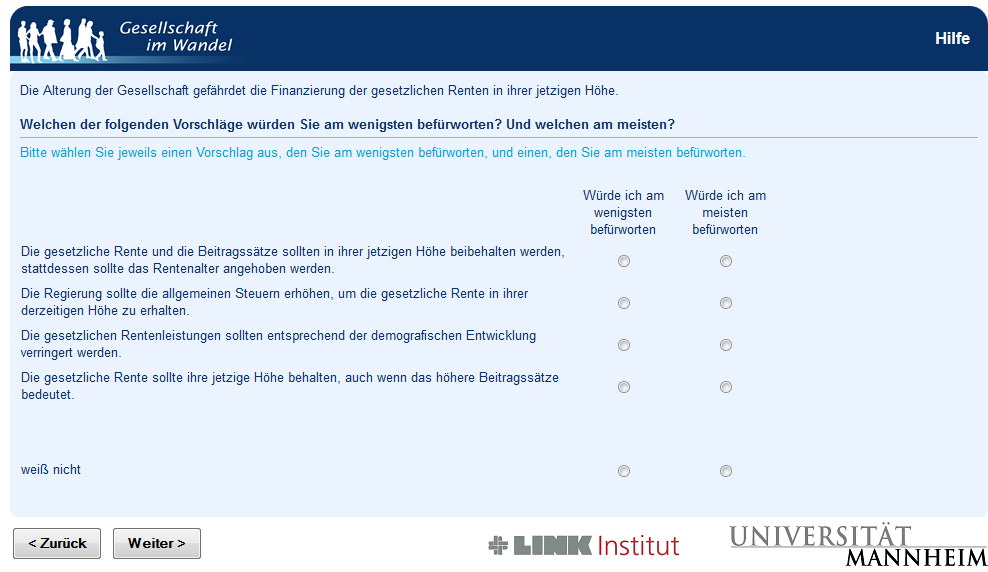 Gesellschaft
im Wandel
Hilfe
Die Alterung der Gesellschaft gefährdet die Finanzierung der gesetzlichen Renten in ihrer jetzigen Höhe.
Welchen der folgenden Vorschläge würden Sie am wenigsten befürworten? Und welchen am meisten?
Bitte wählen Sie jeweils einen Vorschlag aus, den Sie am wenigsten befürworten, und einen, den Sie am meisten befürworten.
Würde ich am
wenigsten
befürworten
Würde ich am
meisten
befürworten
Die gesetzliche Rente und die Beitragssätze sollten in ihrer jetzigen Höhe beibehalten werden,
stattdessen sollte das Rentenalter angehoben werden.
Die Regierung sollte die allgemeinen Steuern erhöhen, um die gesetzliche Rente in ihrer
derzeitigen Höhe zu erhalten.
Die gesetzlichen Rentenleistungen sollten entsprechend der demografischen Entwicklung
verringert werden.
Die gesetzliche Rente sollte ihre jetzige Höhe behalten, auch wenn das höhere Beitragssätze
bedeutet.
weiß nicht
< Zurück
Weiter >
LINK Institut
UNIVERSITÄT
MANNHEIM